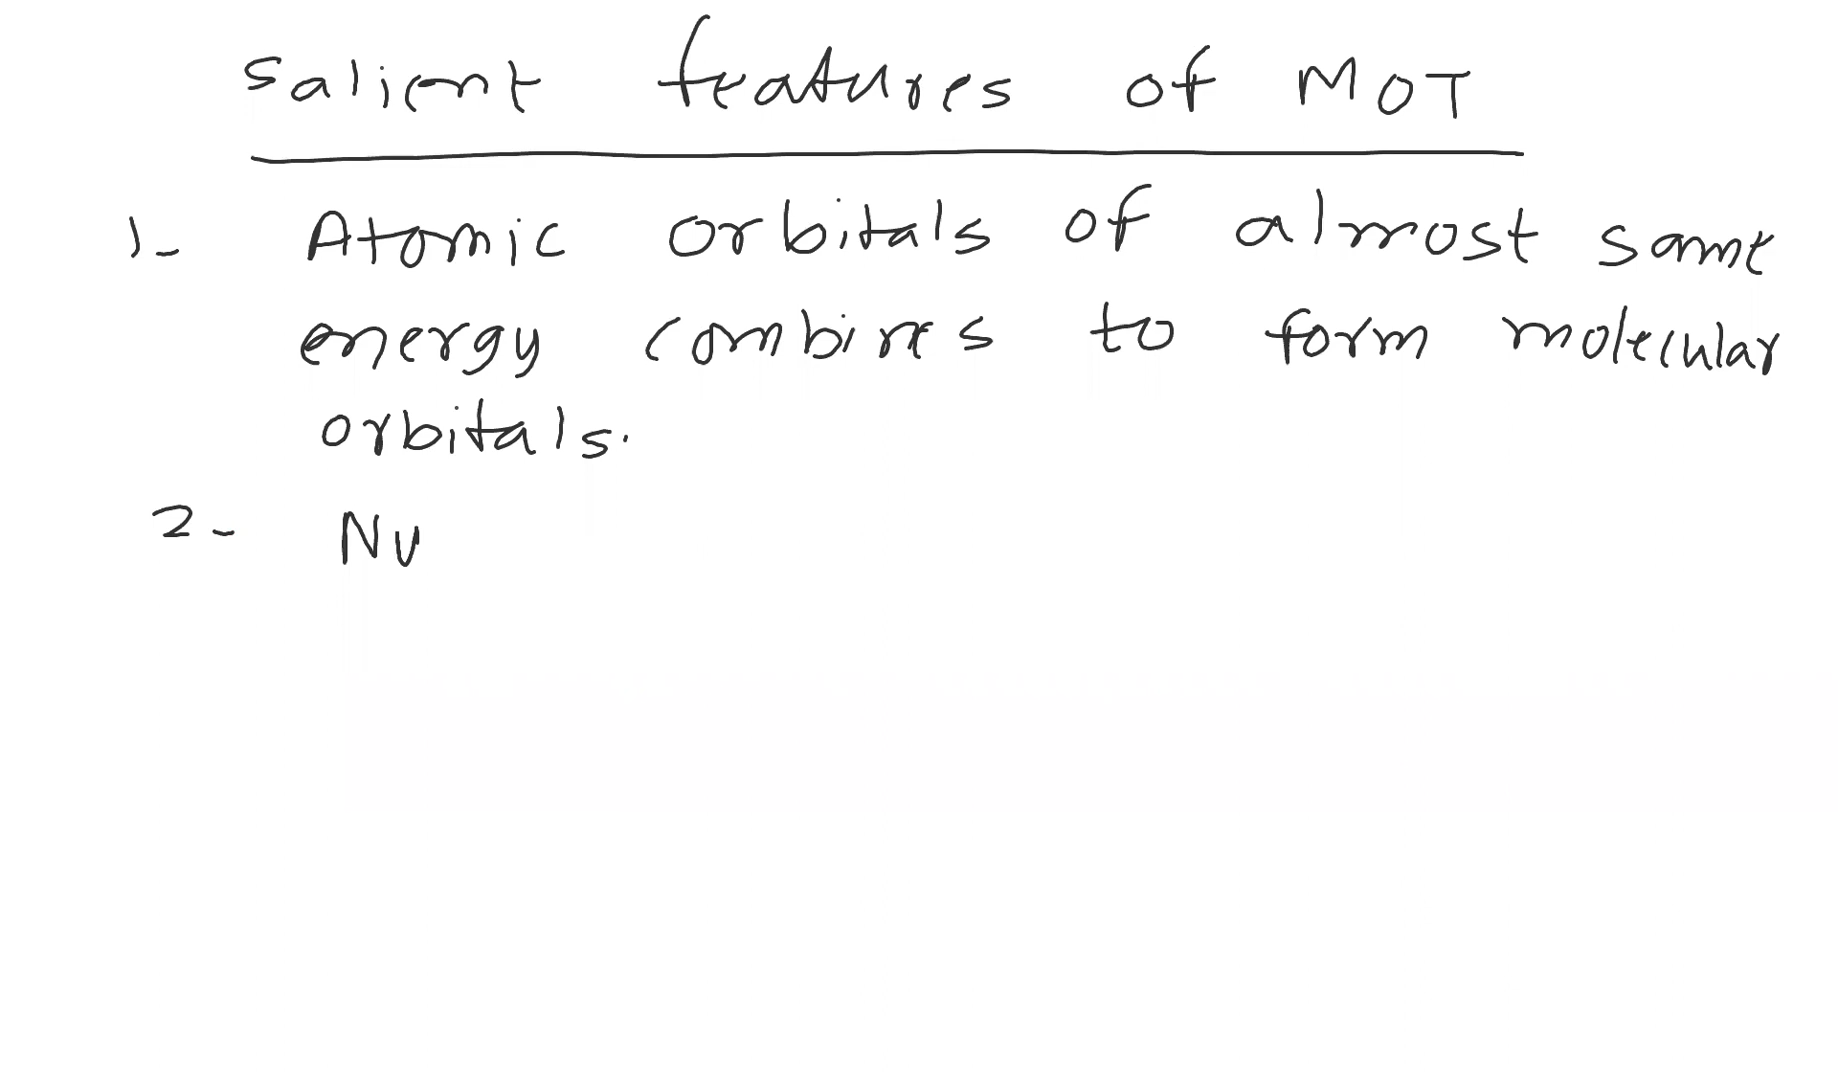 Salient features of MOT
1- Atomic orbitals of almost same
energy combines to form molecular
orbitals.
2- Nu